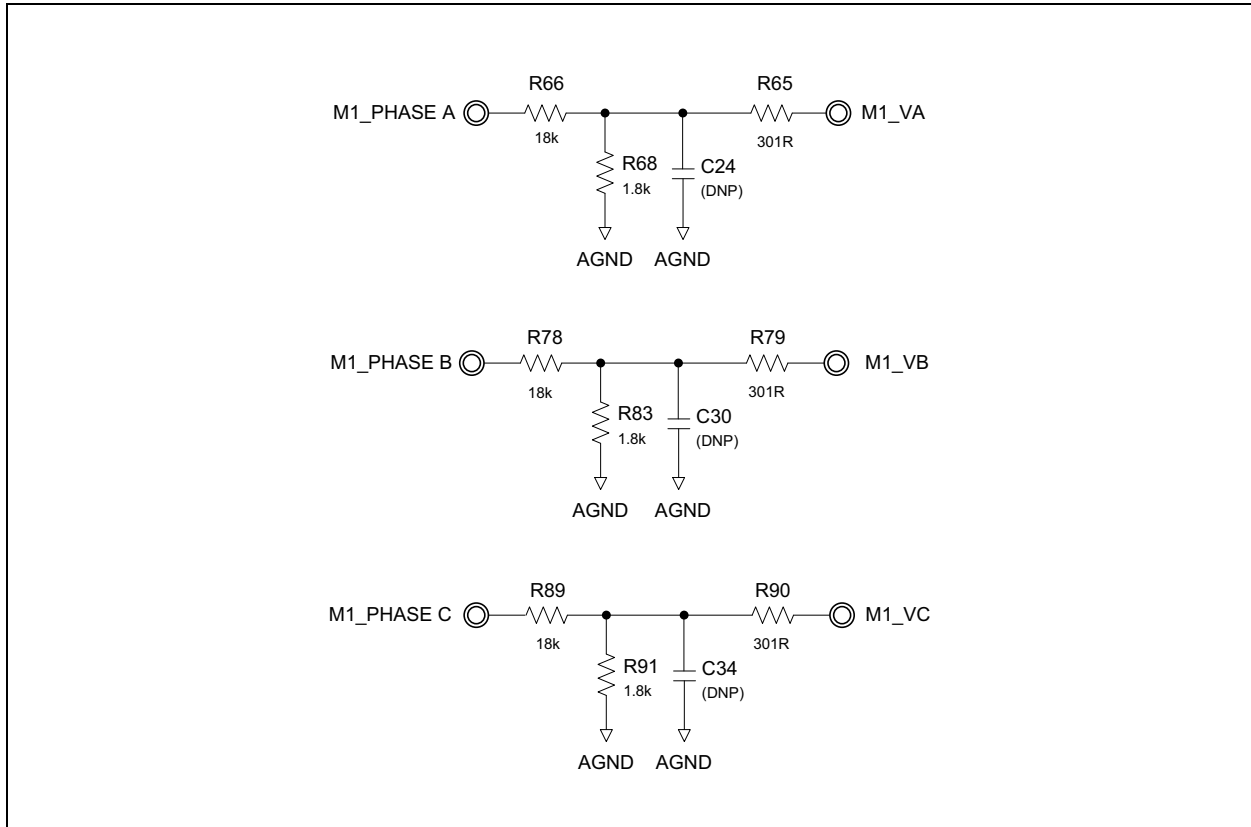 R66
R65
M1_PHASE A
M1_VA
18k
301R
R68
1.8k
C24
(DNP)
AGND
AGND
R78
R79
M1_PHASE B
M1_VB
18k
301R
R83
1.8k
C30
(DNP)
AGND
AGND
R89
R90
M1_PHASE C
M1_VC
18k
301R
R91
1.8k
C34
(DNP)
AGND
AGND